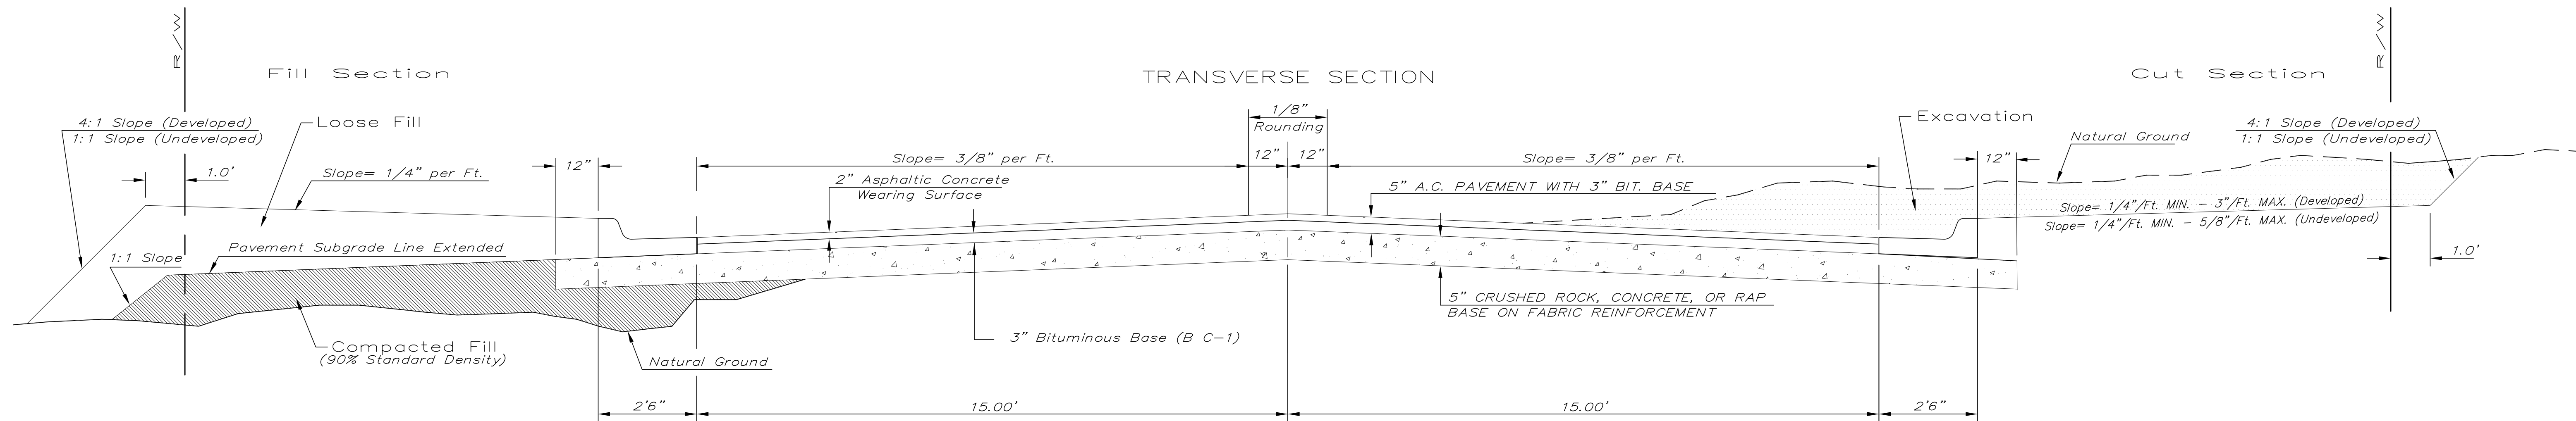 R/W
R/W
Fill Section
TRANSVERSE SECTION
Cut Section
1/8"
Rounding
4:1 Slope (Developed)
1:1 Slope (Undeveloped)
Loose Fill
Excavation
Natural Ground
4:1 Slope (Developed)
1:1 Slope (Undeveloped)
12"
Slope= 3/8" per Ft.
12"
12"
Slope= 3/8" per Ft.
12"
1.0'
Slope= 1/4" per Ft.
2" Asphaltic Concrete
Wearing Surface
5" A.C. PAVEMENT WITH 3" BIT. BASE
Slope= 1/4"/Ft. MIN. - 3"/Ft. MAX. (Developed)
Slope= 1/4"/Ft. MIN. - 5/8"/Ft. MAX. (Undeveloped)
Pavement Subgrade Line Extended
1:1 Slope
1.0'
5" CRUSHED ROCK, CONCRETE, OR RAP
BASE ON FABRIC REINFORCEMENT
3" Bituminous Base (B C-1)
Compacted Fill
(90% Standard Density)
Natural Ground
2'6"
15.00'
15.00'
2'6"